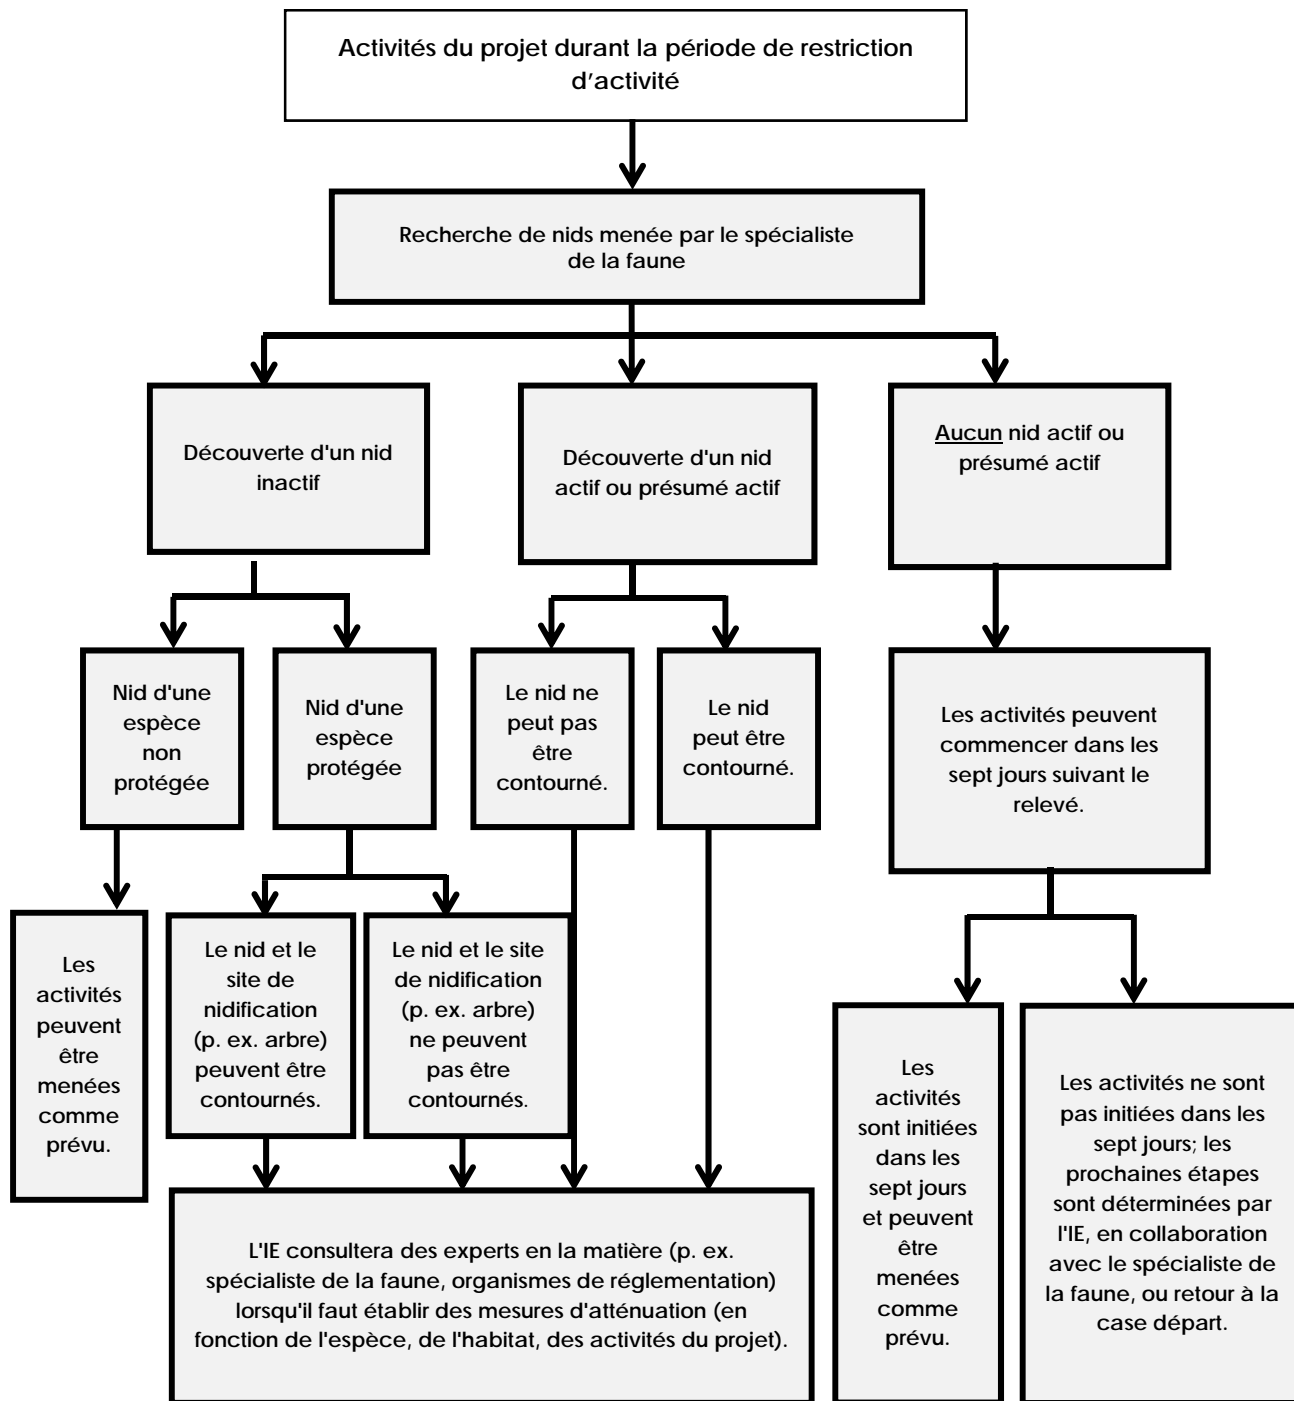 Activités du projet durant la période de restriction
d’activité
Recherche de nids menée par le spécialiste
de la faune
Découverte d'un nid
inactif
Découverte d'un nid
actif ou présumé actif
Aucun nid actif ou
présumé actif
Nid d'une
espèce
non
protégée
Nid d'une
espèce
protégée
Le nid ne
peut pas
être
contourné.
Le nid
peut être
contourné.
Les activités peuvent
commencer dans les
sept jours suivant le
relevé.
Les
activités
peuvent
être
menées
comme
prévu.
Le nid et le
site de
nidification
(p. ex. arbre)
peuvent être
contournés.
Le nid et le site
de nidification
(p. ex. arbre)
ne peuvent
pas être
contournés.
Les
activités
sont initiées
dans les
sept jours
et peuvent
être
menées
comme
prévu.
Les activités ne sont
pas initiées dans les
sept jours; les
prochaines étapes
sont déterminées par
l'IE, en collaboration
avec le spécialiste de
la faune, ou retour à la
case départ.
L'IE consultera des experts en la matière (p. ex.
spécialiste de la faune, organismes de réglementation)
lorsqu'il faut établir des mesures d'atténuation (en
fonction de l'espèce, de l'habitat, des activités du projet).